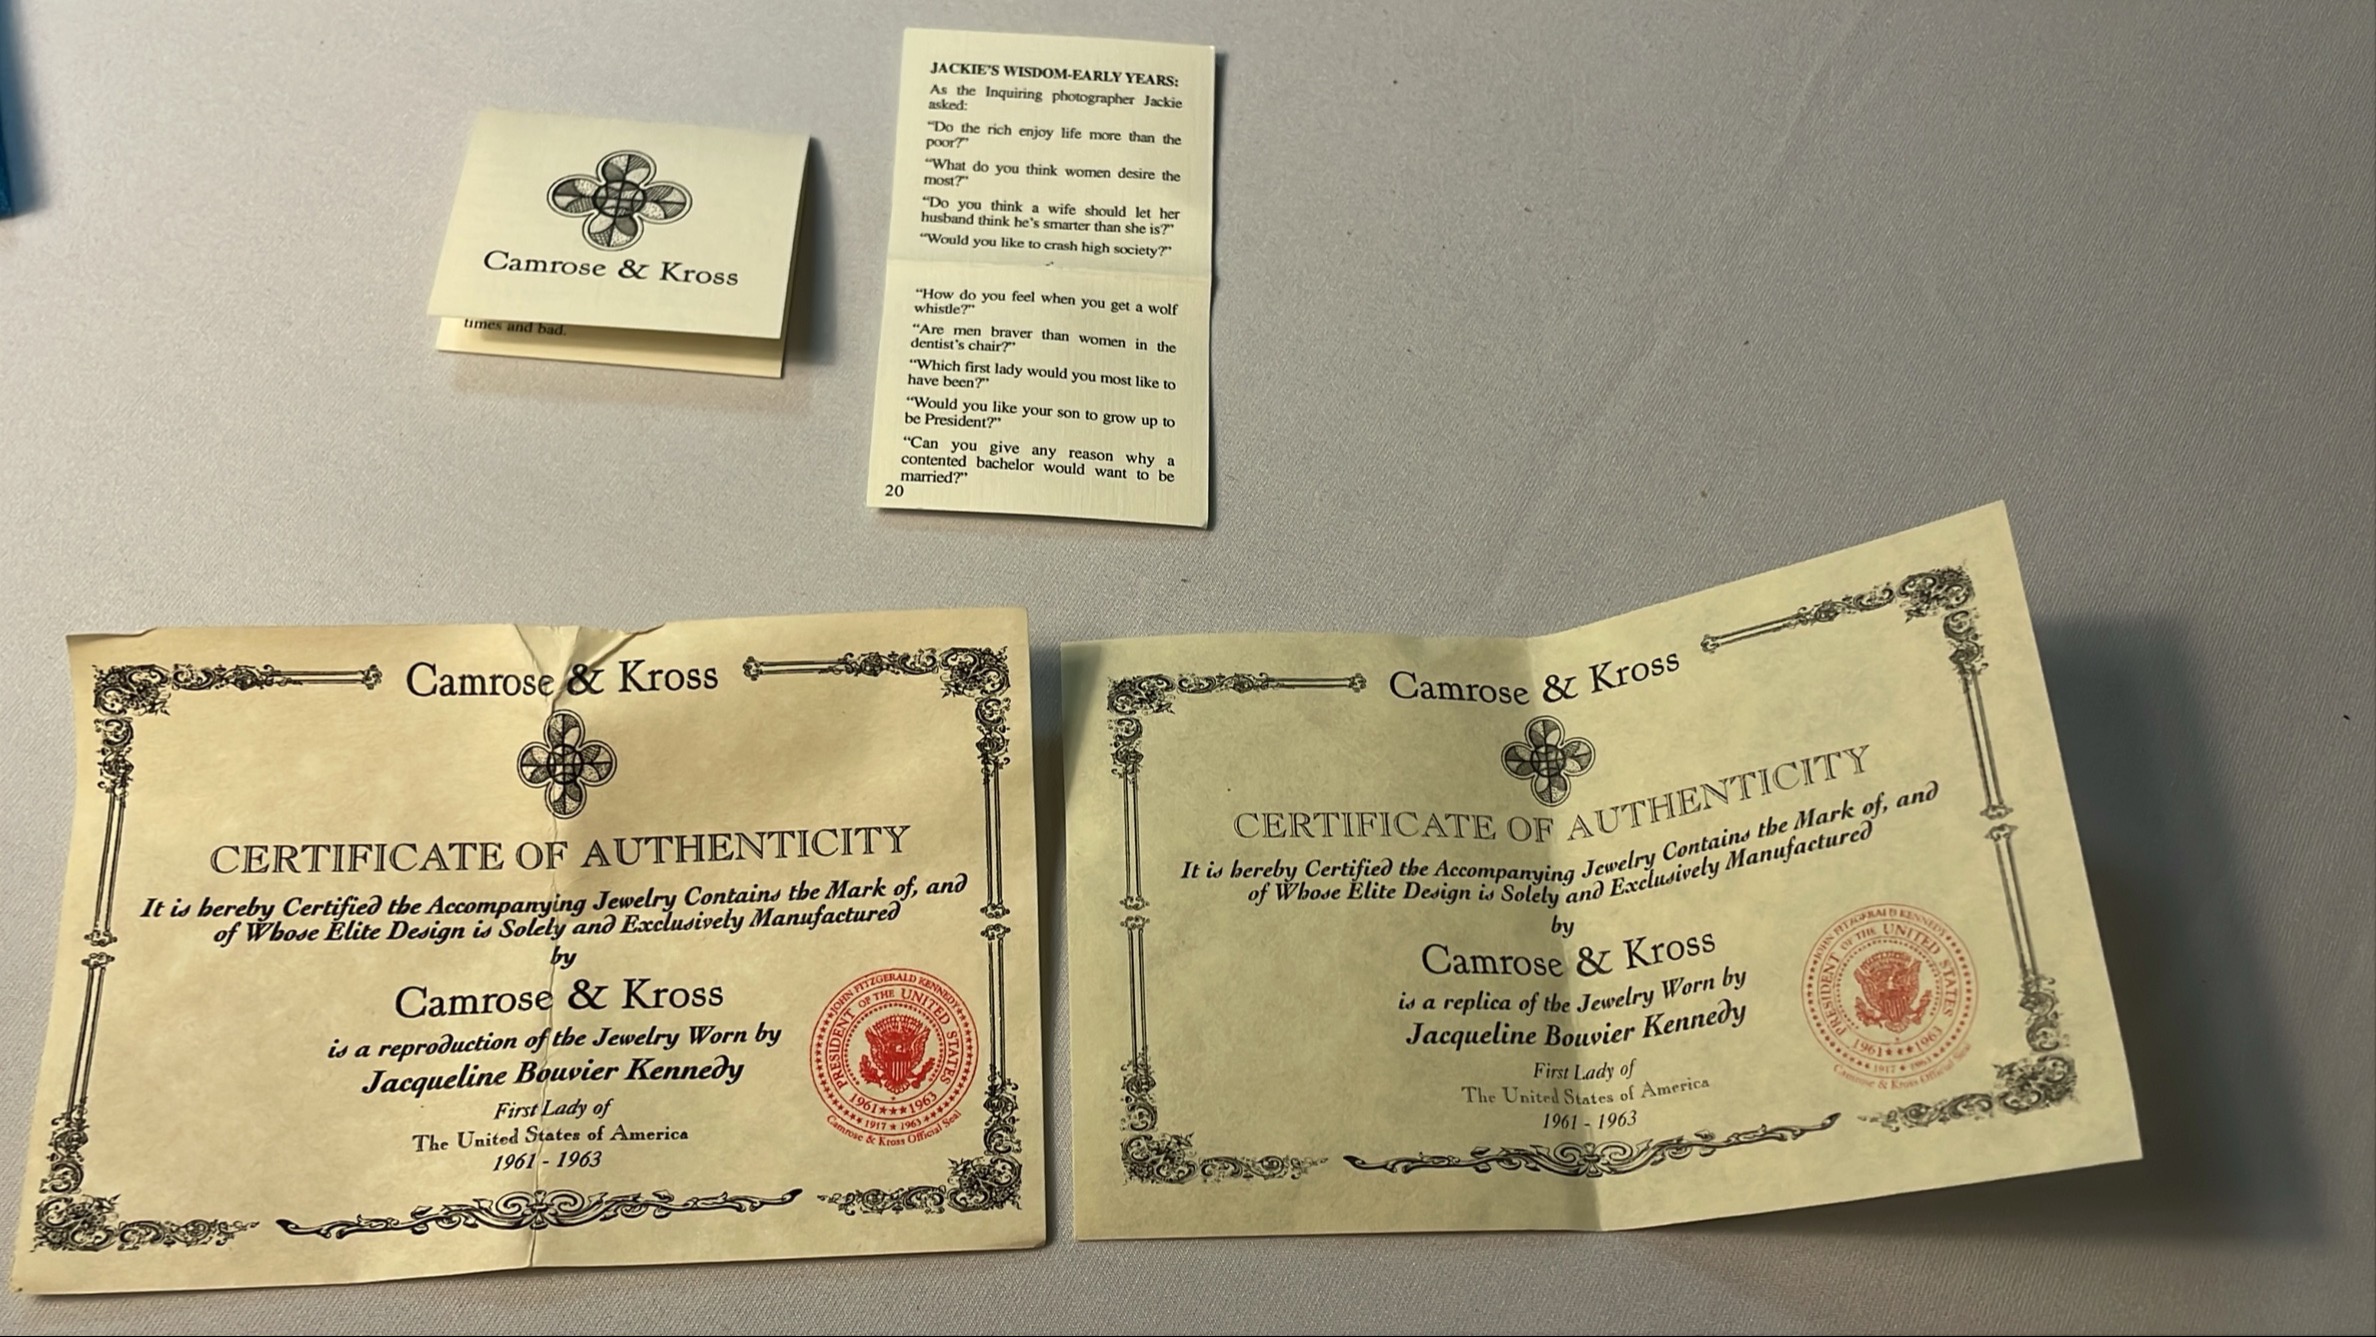 Camrose & Kross
times and bad.
JACKIE'S WISDOM-EARLY YEARS:
As the Inquiring photographer Jackie
asked:
"Do the rich enjoy life more than the
poor?"
"What do you think women desire the
most?"
"Do you think a wife should let her
husband think he's smarter than she is?"
"Would you like to crash high society?"
"How do you feel when you get a wolf
whistle?"
"Are men braver than women in the
dentist's chair?"
"Which first lady would you most like to
have been?"
"Would you like your son to grow up to
be President?"
"Can you give any reason why a
contented bachelor would want to be
married?"
20
Camrose & Kross
CERTIFICATE OF AUTHENTICITY
It is hereby Certified the Accompanying Jewelry Contains the Mark of, and
of Whose Elite Design is Solely and Exclusively Manufactured
by
Camrose & Kross
is a reproduction of the Jewelry Worn by
Jacqueline Bouvier Kennedy
First Lady of
The United States of America
1961 - 1963
JOHN FITZGERALD KENNEDY
PRESIDENT OF THE UNITED STATES
1961★★★1963
1917 ★ 1963
Camrose & Kross Official Seal
Camrose & Kross
CERTIFICATE OF AUTHENTICITY
It is hereby Certified the Accompanying Jewelry Contains the Mark of, and
of Whose Elite Design is Solely and Exclusively Manufactured
by
Camrose & Kross
is a replica of the Jewelry Worn by
Jacqueline Bouvier Kennedy
First Lady of
The United States of America
1961 - 1963
JOHN FITZGERALD KENNEDY
PRESIDENT OF THE UNITED STATES
1961★★★1963
1917 ★ 1963
Camrose & Kross Official Seal